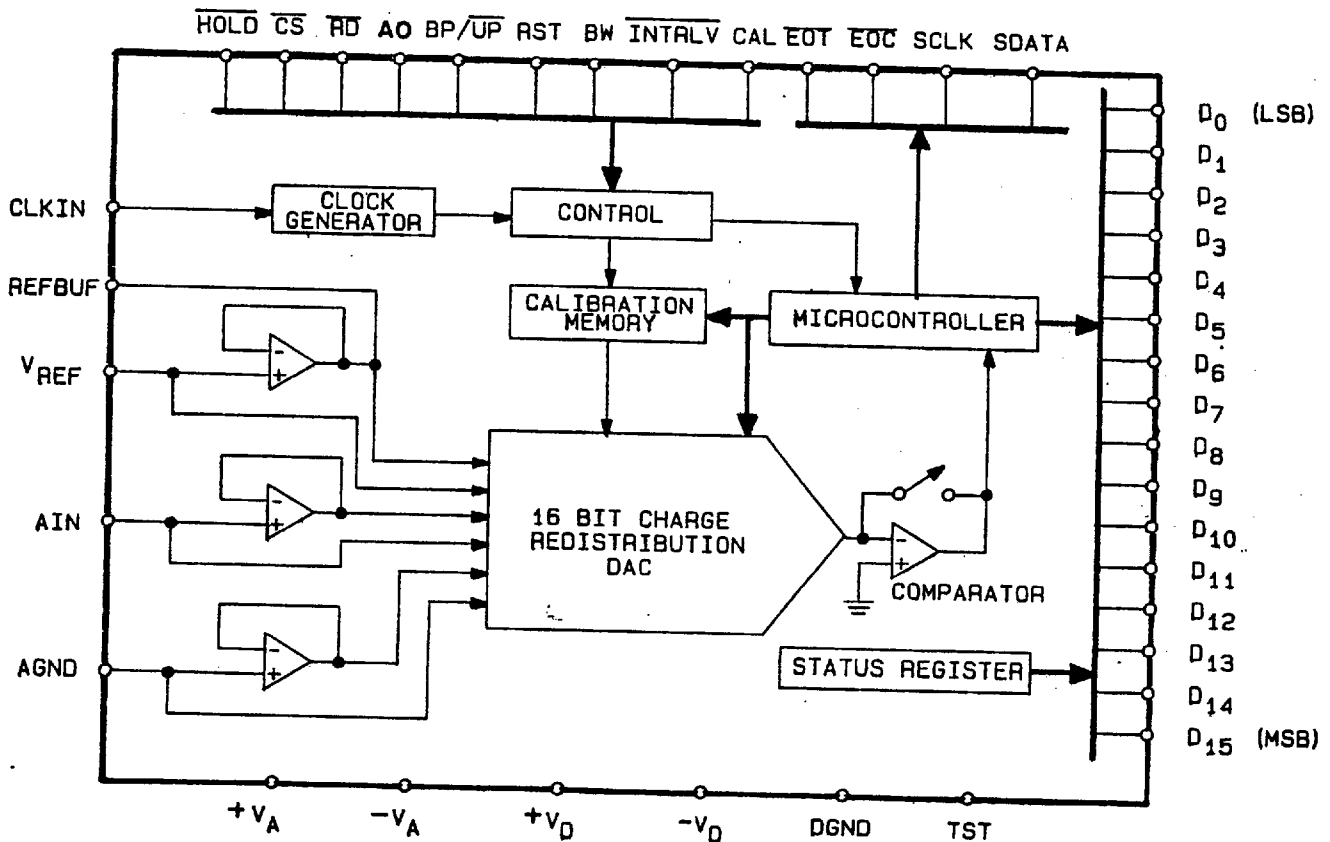 HOLD CS RD A0 BP/UP RST BW INTRLV CAL EOT EOC SCLK SDATA
D0 (LSB)
D1
D2
D3
D4
D5
D6
D7
D8
D9
D10
D11
D12
D13
D14
D15 (MSB)
CLKIN
REFBUF
VREF
AIN
AGND
CLOCK
GENERATOR
CONTROL
CALIBRATION
MEMORY
MICROCONTROLLER
-
+
-
+
-
+
16 BIT CHARGE
REDISTRIBUTION
DAC
-
+
COMPARATOR
STATUS REGISTER
+VA
-VA
+VD
-VD
DGND
TST